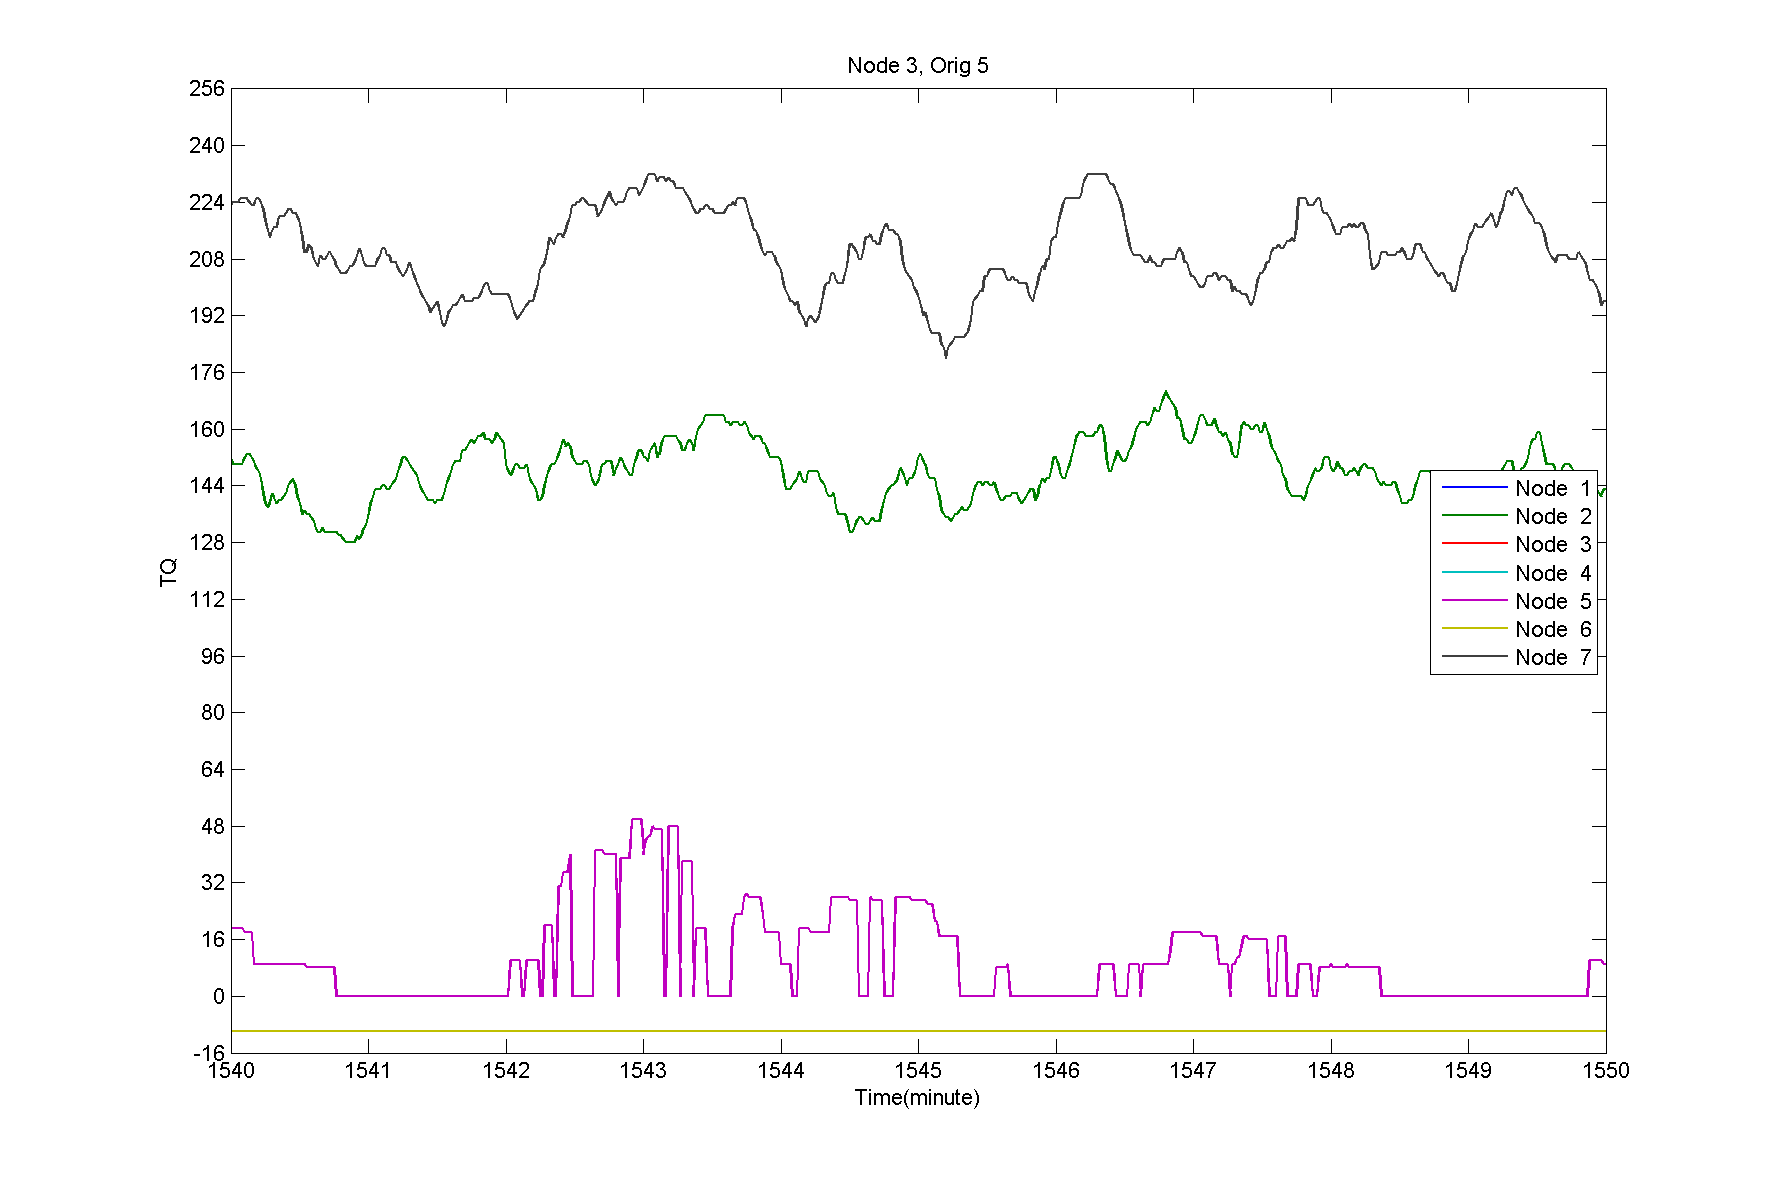 Node 3, Orig 5
256
240
224
208
192
176
160
144
128
112
96
80
64
48
32
16
0
-16
TQ
Node 1
Node 2
Node 3
Node 4
Node 5
Node 6
Node 7
1540 1541 1542 1543 1544 1545 1546 1547 1548 1549 1550
Time(minute)